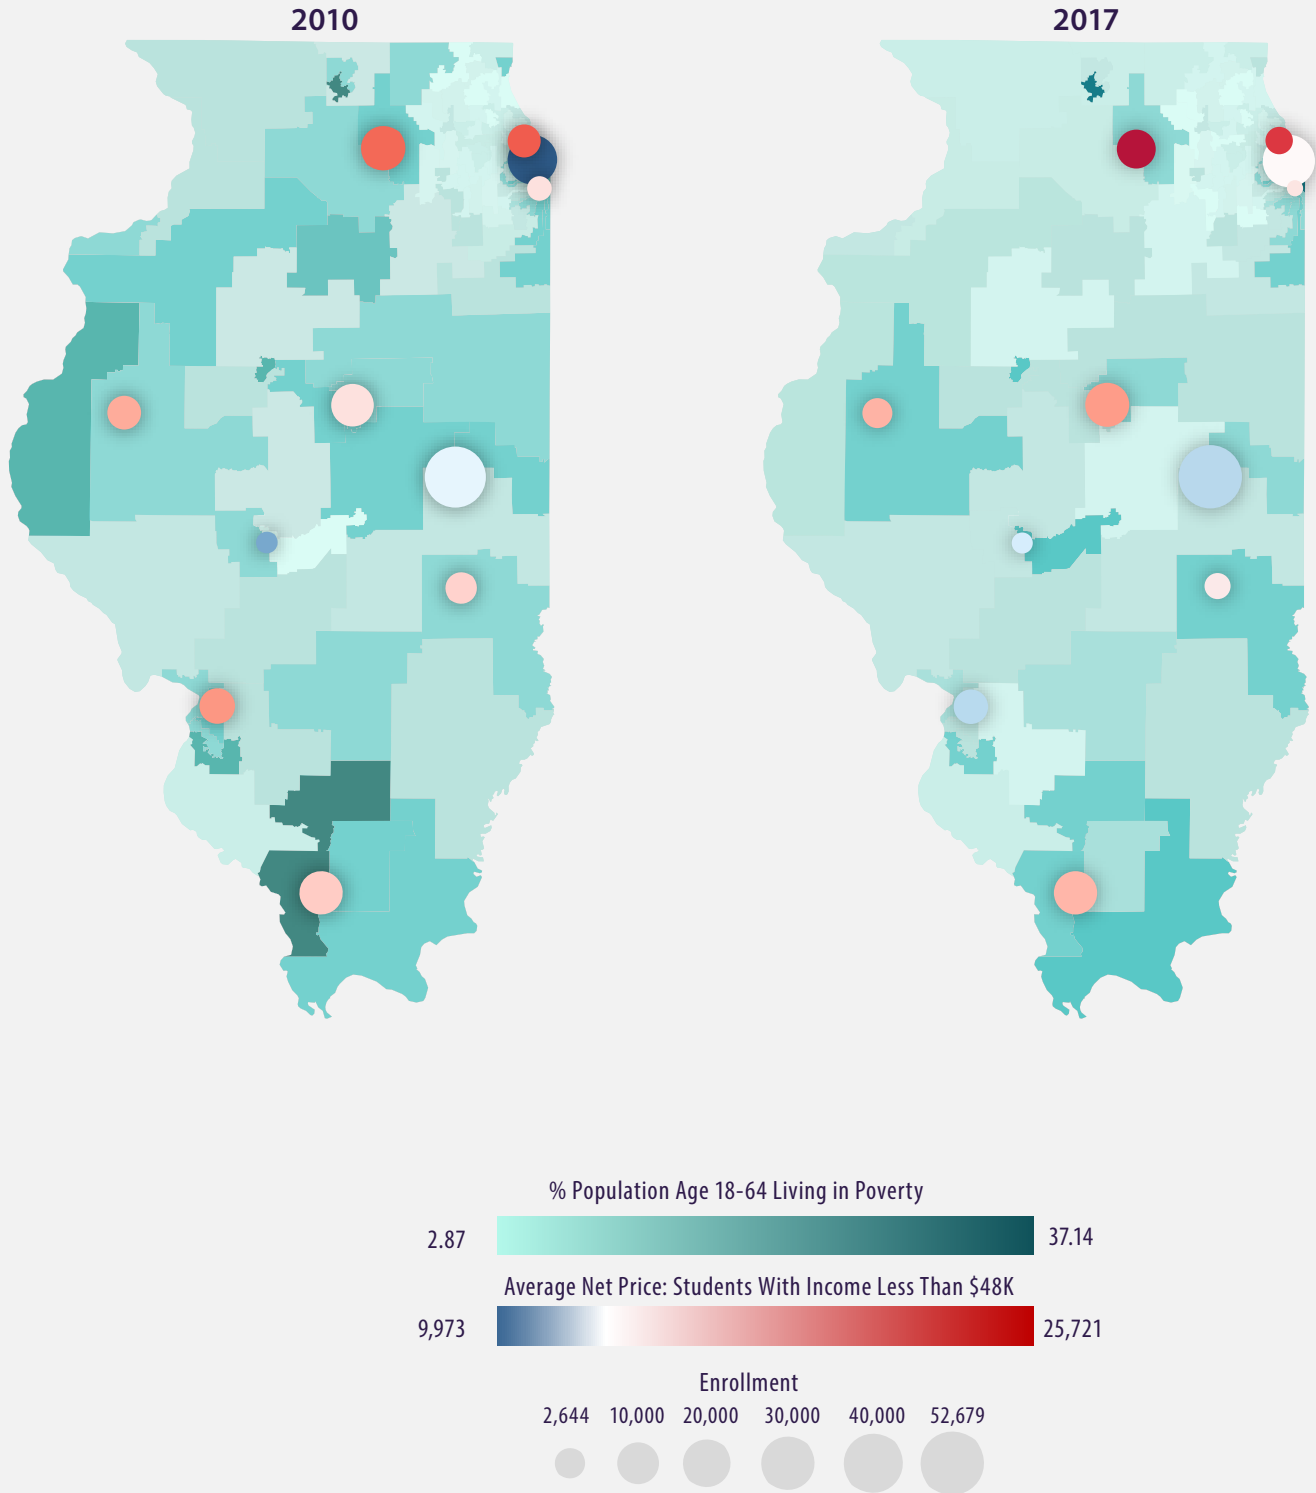 2010 2017
% Population Age 18-64 Living in Poverty
2.87 37.14
Average Net Price: Students With Income Less Than $48K
9,973 25,721
Enrollment
2,644 10,000 20,000 30,000 40,000 52,679